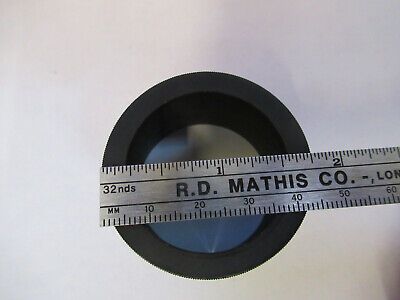 1 2
32nds R.D. MATHIS CO. -, LON
MM 10 20 30 40 50 60